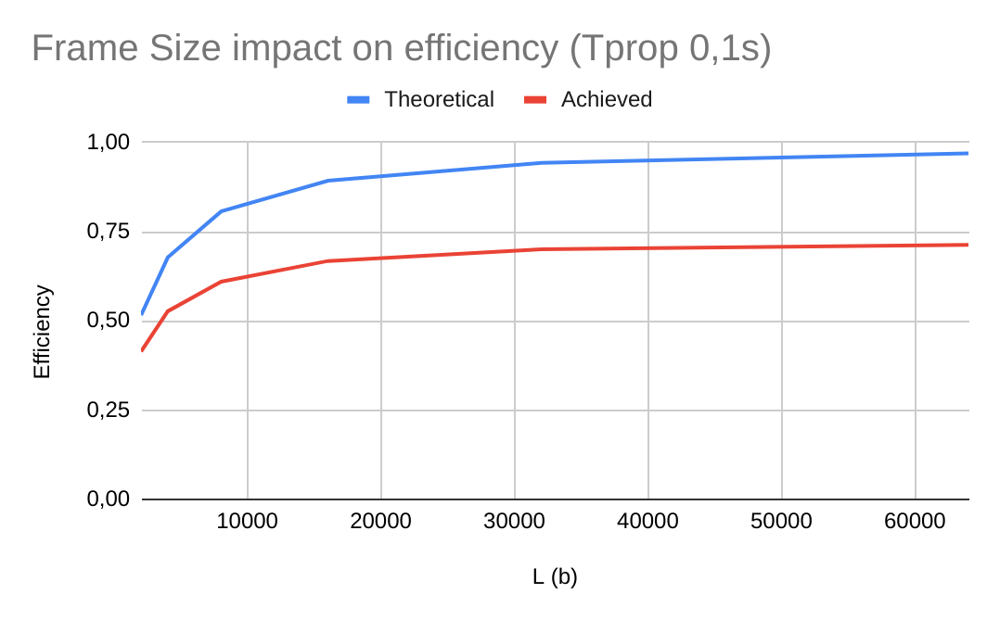 Frame Size impact on efficiency (Tprop 0,1s)
Theoretical Achieved
1,00
0,75
0,50
0,25
0,00
Efficiency
10000 20000 30000 40000 50000 60000
L (b)